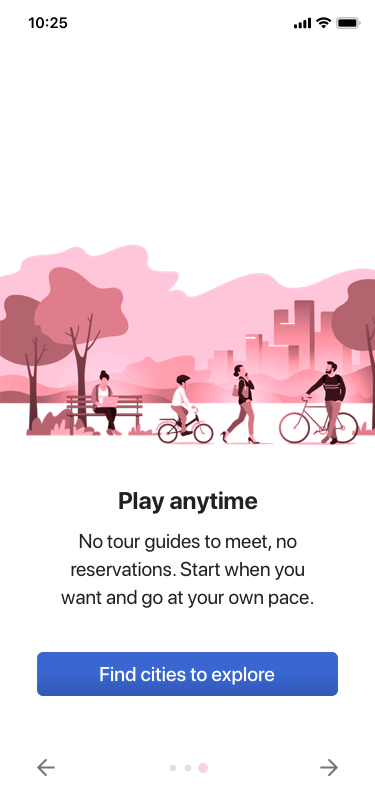 10:25
Play anytime
No tour guides to meet, no
reservations. Start when you
want and go at your own pace.
Find cities to explore